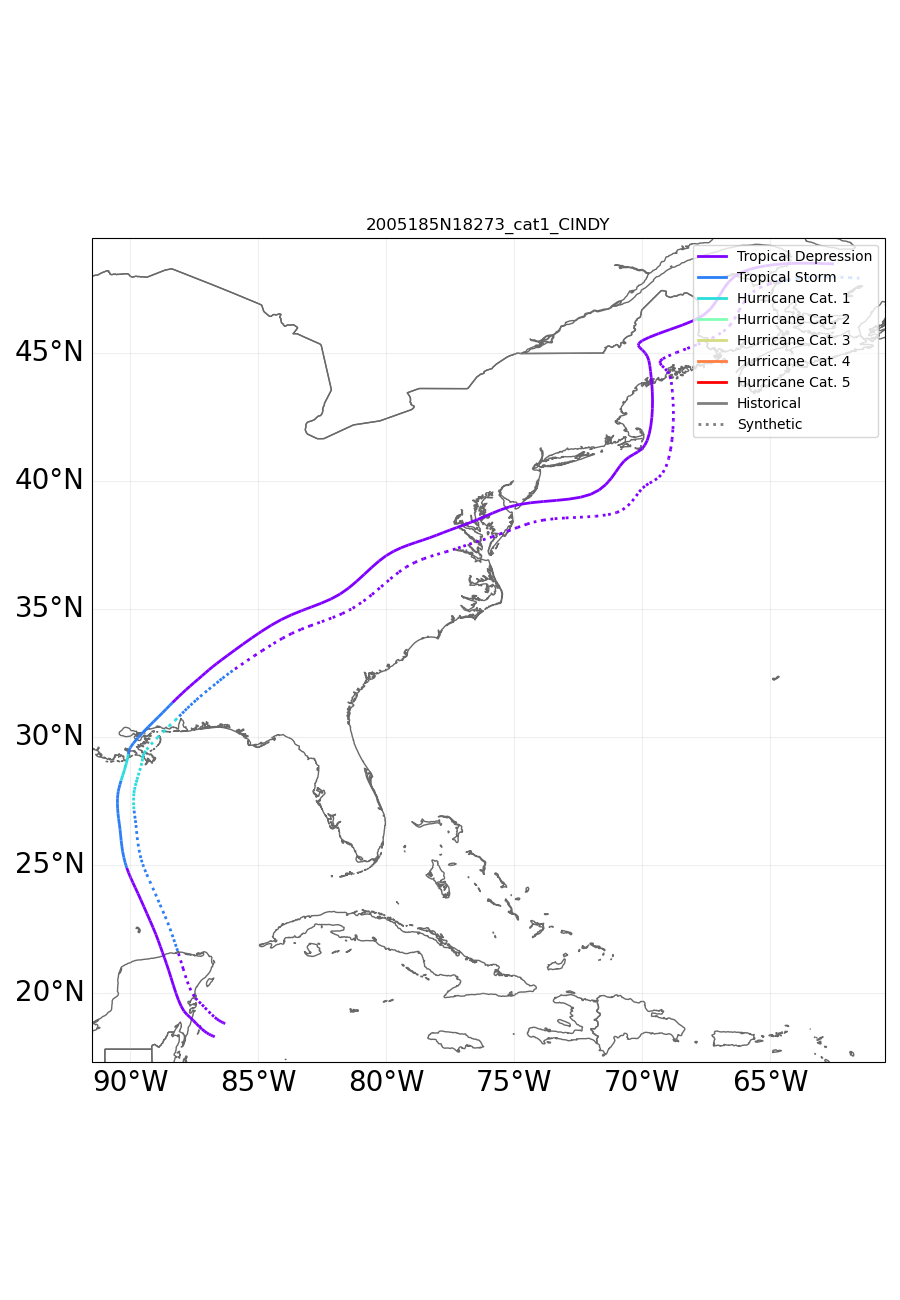 2005185N18273_cat1_CINDY
Tropical Depression
Tropical Storm
Hurricane Cat. 1
Hurricane Cat. 2
Hurricane Cat. 3
Hurricane Cat. 4
Hurricane Cat. 5
Historical
Synthetic
45°N
40°N
35°N
30°N
25°N
20°N
90°W 85°W 80°W 75°W 70°W 65°W